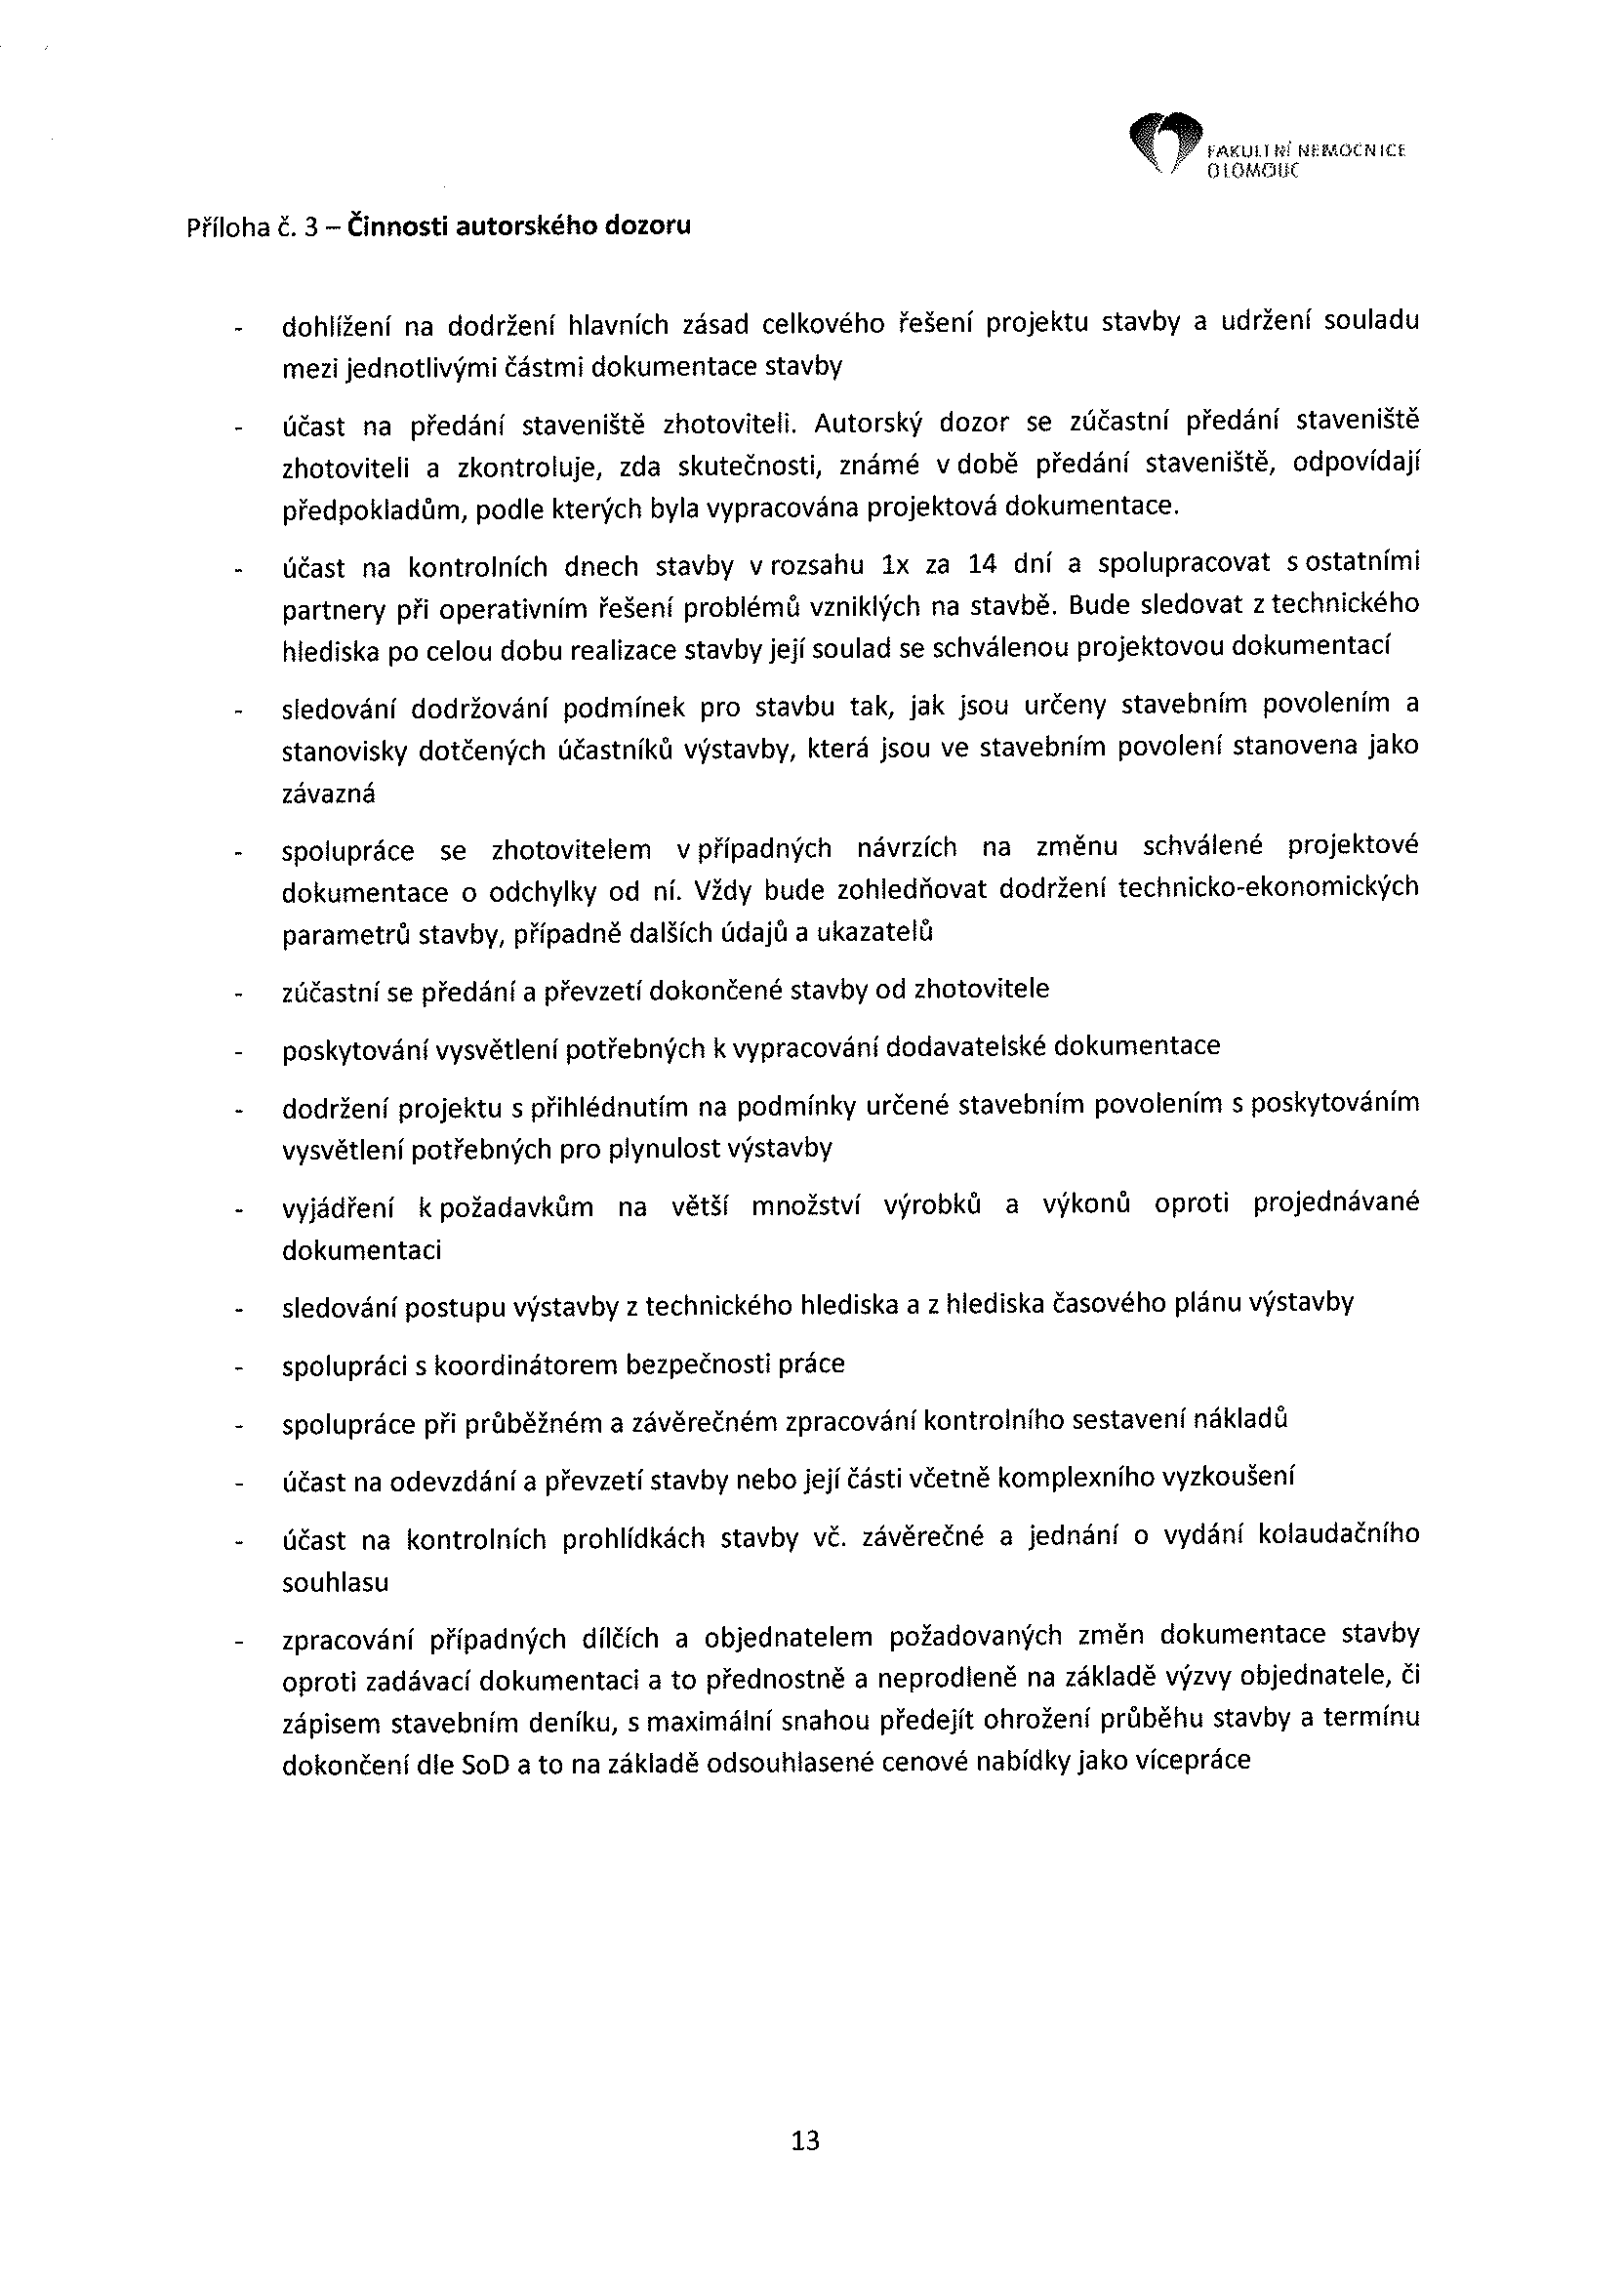 FAKULTNÍ NEMOCNICE
OLOMOUC
Příloha č. 3 – Činnosti autorského dozoru
- dohlížení na dodržení hlavních zásad celkového řešení projektu stavby a udržení souladu
mezi jednotlivými částmi dokumentace stavby
- účast na předání staveniště zhotoviteli. Autorský dozor se zúčastní předání staveniště
zhotoviteli a zkontroluje, zda skutečnosti, známé v době předání staveniště, odpovídají
předpokladům, podle kterých byla vypracována projektová dokumentace.
- účast na kontrolních dnech stavby v rozsahu 1x za 14 dní a spolupracovat s ostatními
partnery při operativním řešení problémů vzniklých na stavbě. Bude sledovat z technického
hlediska po celou dobu realizace stavby její soulad se schválenou projektovou dokumentací
- sledování dodržování podmínek pro stavbu tak, jak jsou určeny stavebním povolením a
stanovisky dotčených účastníků výstavby, která jsou ve stavebním povolení stanovena jako
závazná
- spolupráce se zhotovitelem v případných návrzích na změnu schválené projektové
dokumentace o odchylky od ní. Vždy bude zohledňovat dodržení technicko-ekonomických
parametrů stavby, případně dalších údajů a ukazatelů
- zúčastní se předání a převzetí dokončené stavby od zhotovitele
- poskytování vysvětlení potřebných k vypracování dodavatelské dokumentace
- dodržení projektu s přihlédnutím na podmínky určené stavebním povolením s poskytováním
vysvětlení potřebných pro plynulost výstavby
- vyjádření k požadavkům na větší množství výrobků a výkonů oproti projednávané
dokumentaci
- sledování postupu výstavby z technického hlediska a z hlediska časového plánu výstavby
- spolupráci s koordinátorem bezpečnosti práce
- spolupráce při průběžném a závěrečném zpracování kontrolního sestavení nákladů
- účast na odevzdání a převzetí stavby nebo její části včetně komplexního vyzkoušení
- účast na kontrolních prohlídkách stavby vč. závěrečné a jednání o vydání kolaudačního
souhlasu
- zpracování případných dílčích a objednatelem požadovaných změn dokumentace stavby
oproti zadávací dokumentaci a to přednostně a neprodleně na základě výzvy objednatele, či
zápisem stavebním deníku, s maximální snahou předejít ohrožení průběhu stavby a termínu
dokončení dle SoD a to na základě odsouhlasené cenové nabídky jako vícepráce
13